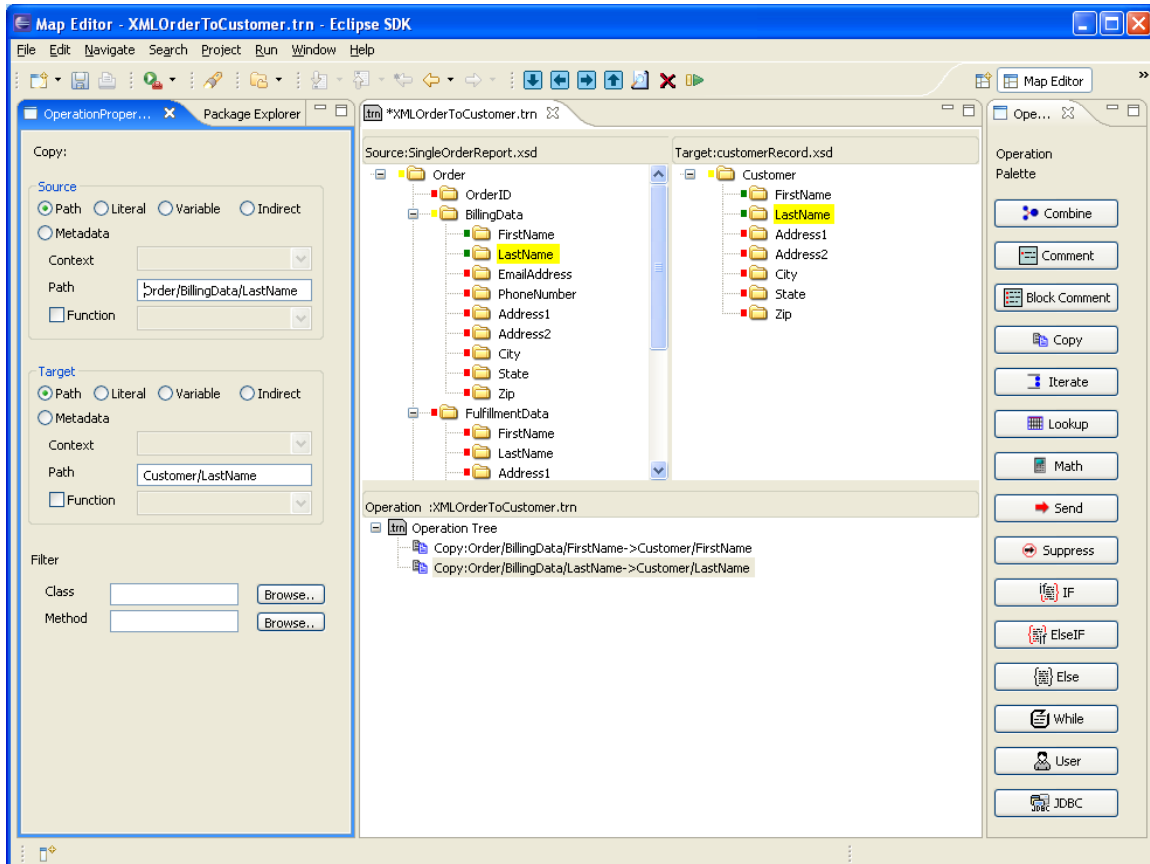 Map Editor - XMLOrderToCustomer.trn - Eclipse SDK
File Edit Navigate Search Project Run Window Help
Map Editor »
OperationProper... Package Explorer
Copy:
Source
Path Literal Variable Indirect
Metadata
Context
Path Order/BillingData/LastName
Function
Target
Path Literal Variable Indirect
Metadata
Context
Path Customer/LastName
Function
Filter
Class Browse..
Method Browse..
.trn *XMLOrderToCustomer.trn
Source:SingleOrderReport.xsd
Order
OrderID
BillingData
FirstName
LastName
EmailAddress
PhoneNumber
Address1
Address2
City
State
Zip
FulfillmentData
FirstName
LastName
Address1
Target:customerRecord.xsd
Customer
FirstName
LastName
Address1
Address2
City
State
Zip
Operation :XMLOrderToCustomer.trn
.trn Operation Tree
Copy:Order/BillingData/FirstName->Customer/FirstName
Copy:Order/BillingData/LastName->Customer/LastName
Ope...
Operation
Palette
Combine
Comment
Block Comment
Copy
Iterate
Lookup
Math
Send
Suppress
IF
ElseIF
Else
While
User
JDBC